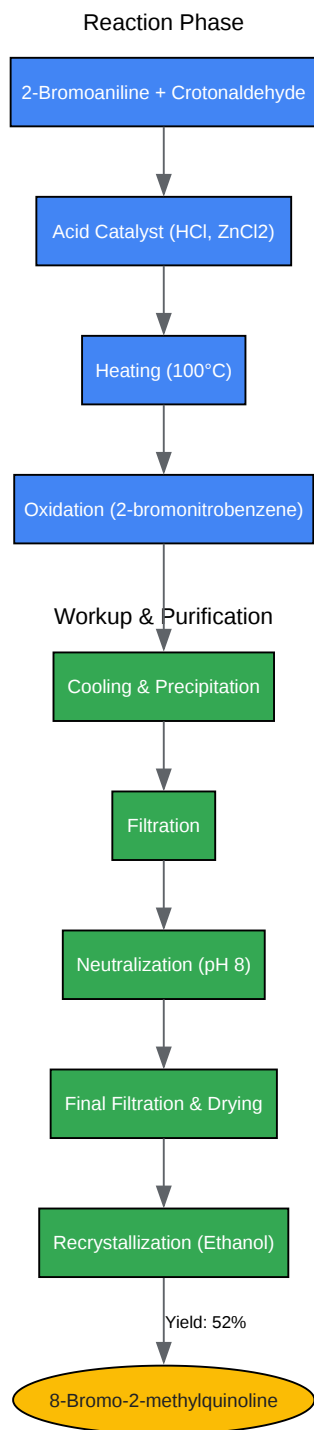 Reaction Phase
2-Bromoaniline + Crotonaldehyde
Acid Catalyst (HCl, ZnCl2)
Heating (100°C)
Oxidation (2-bromonitrobenzene)
Workup & Purification
Cooling & Precipitation
Filtration
Neutralization (pH 8)
Final Filtration & Drying
Recrystallization (Ethanol)
Yield: 52%
8-Bromo-2-methylquinoline